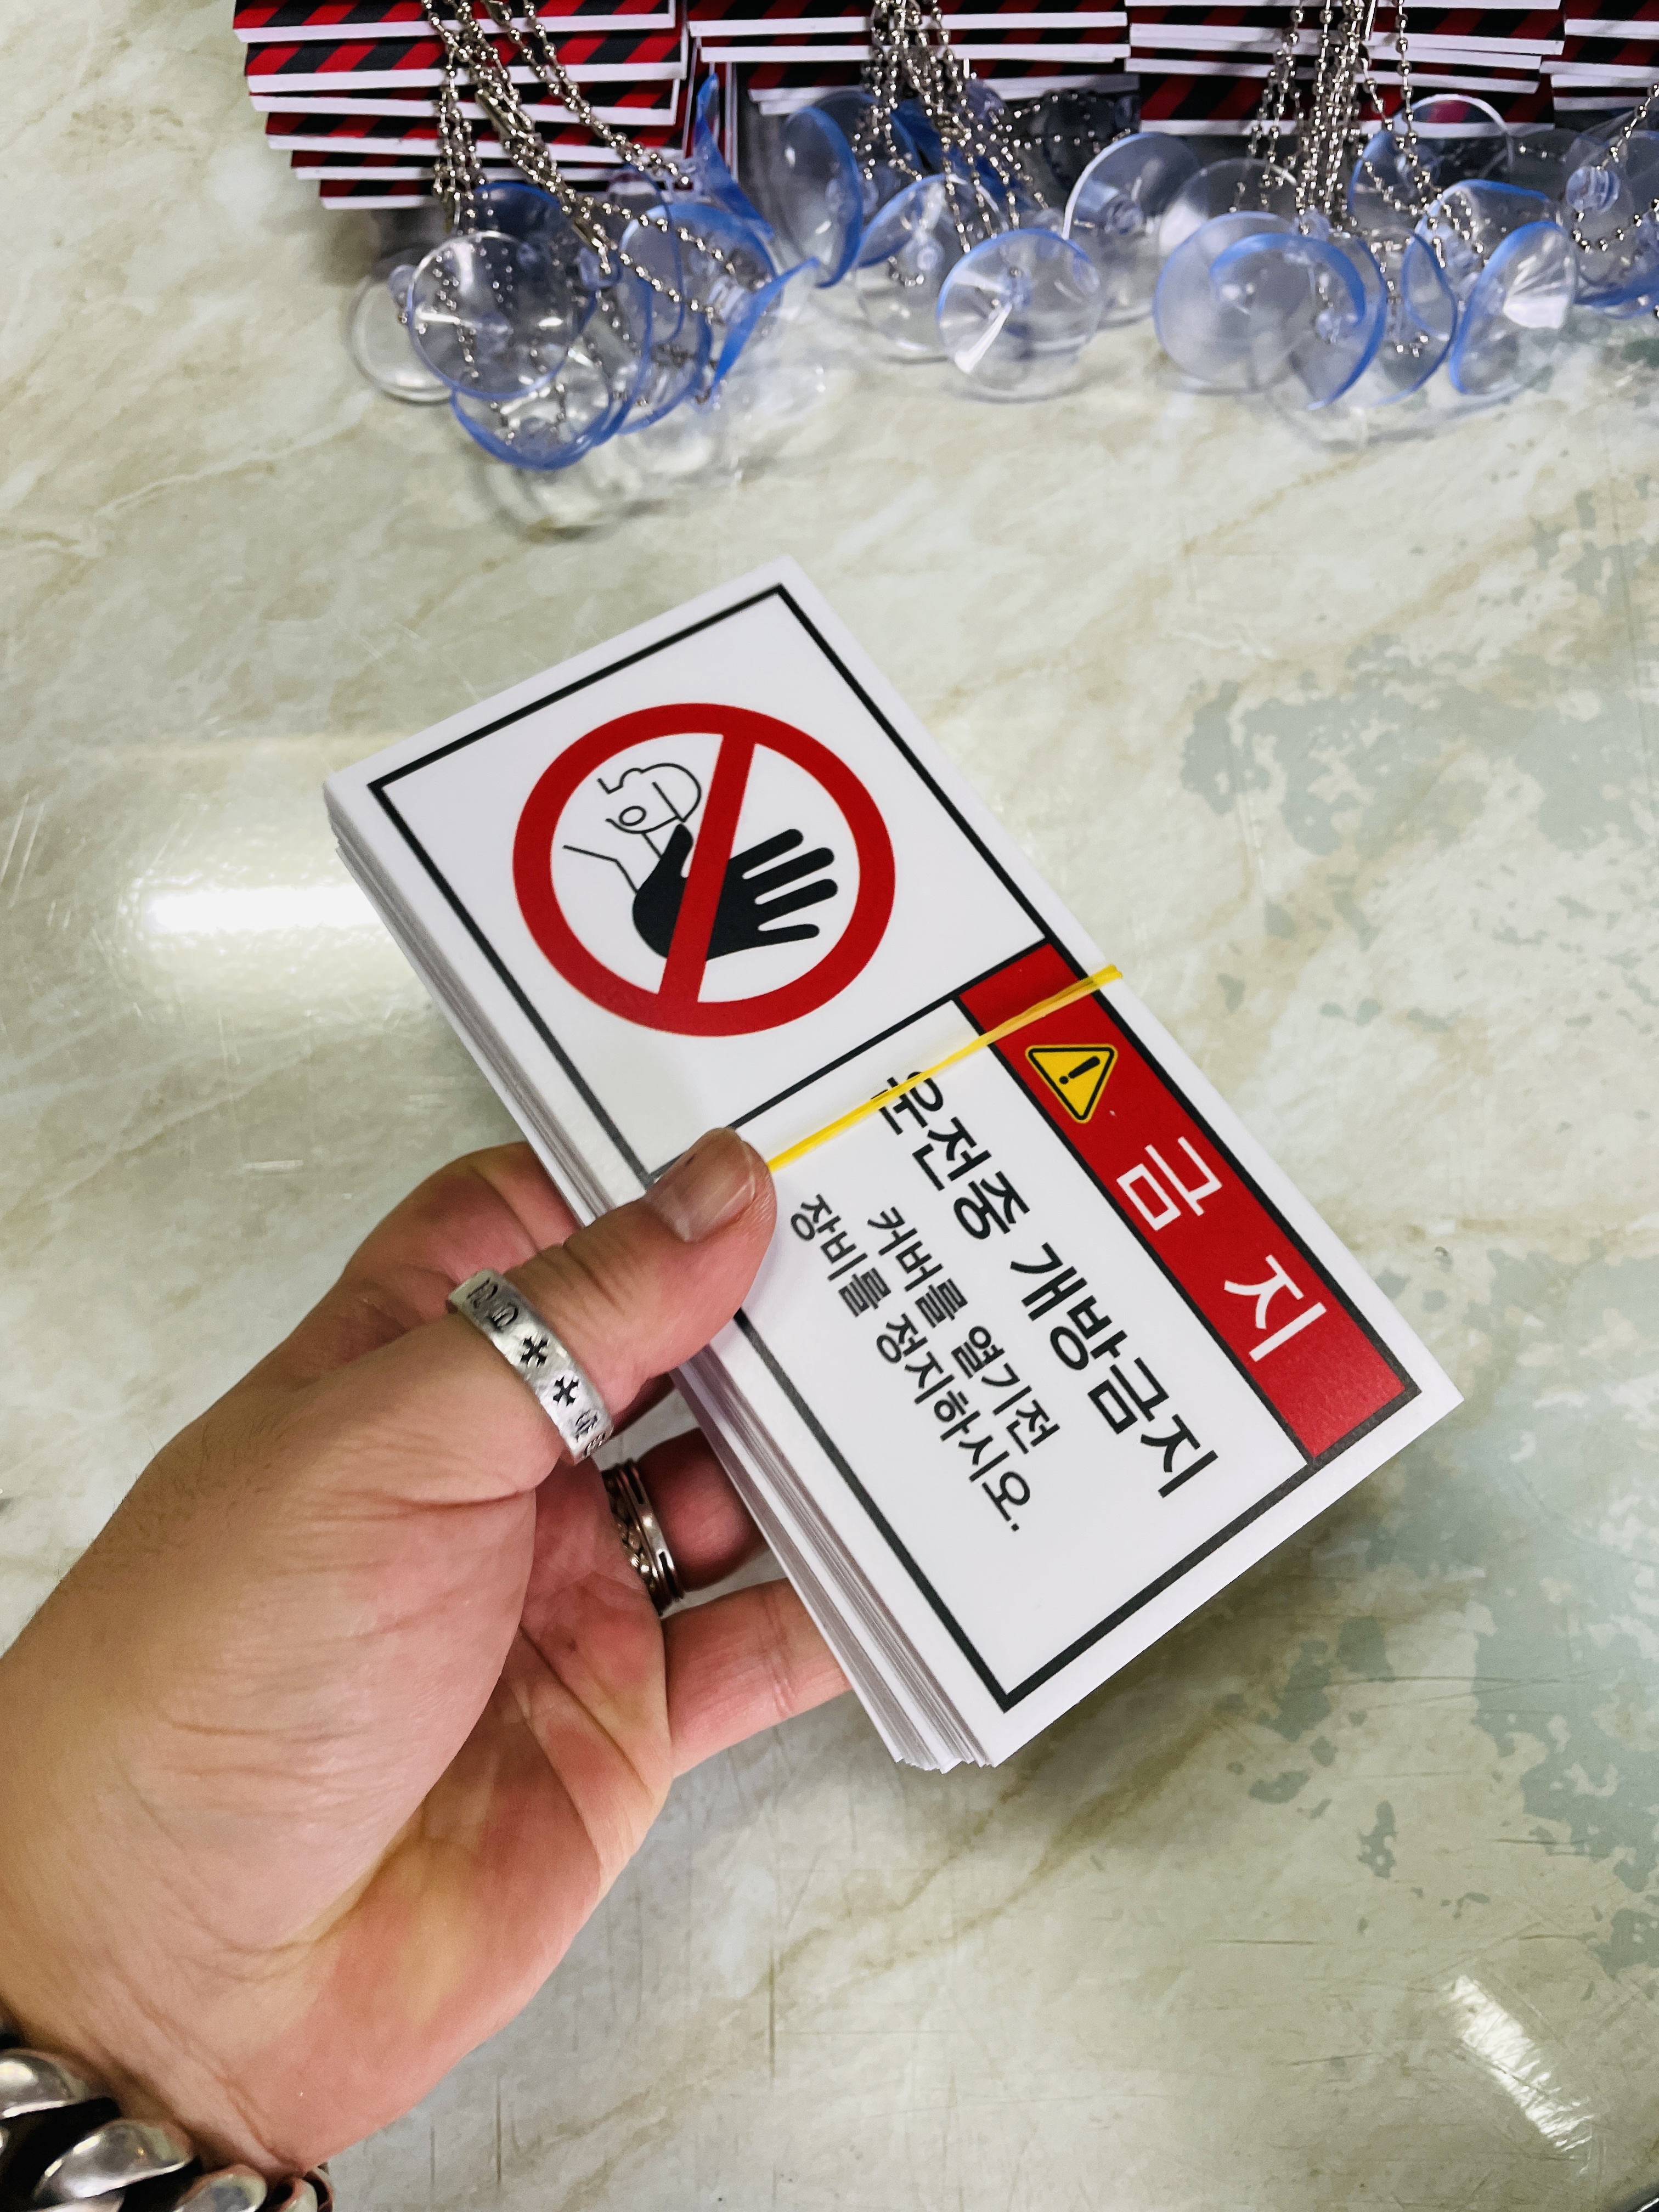 금지
운전중 개방금지
커버를 열기전
장비를 정지하시오.